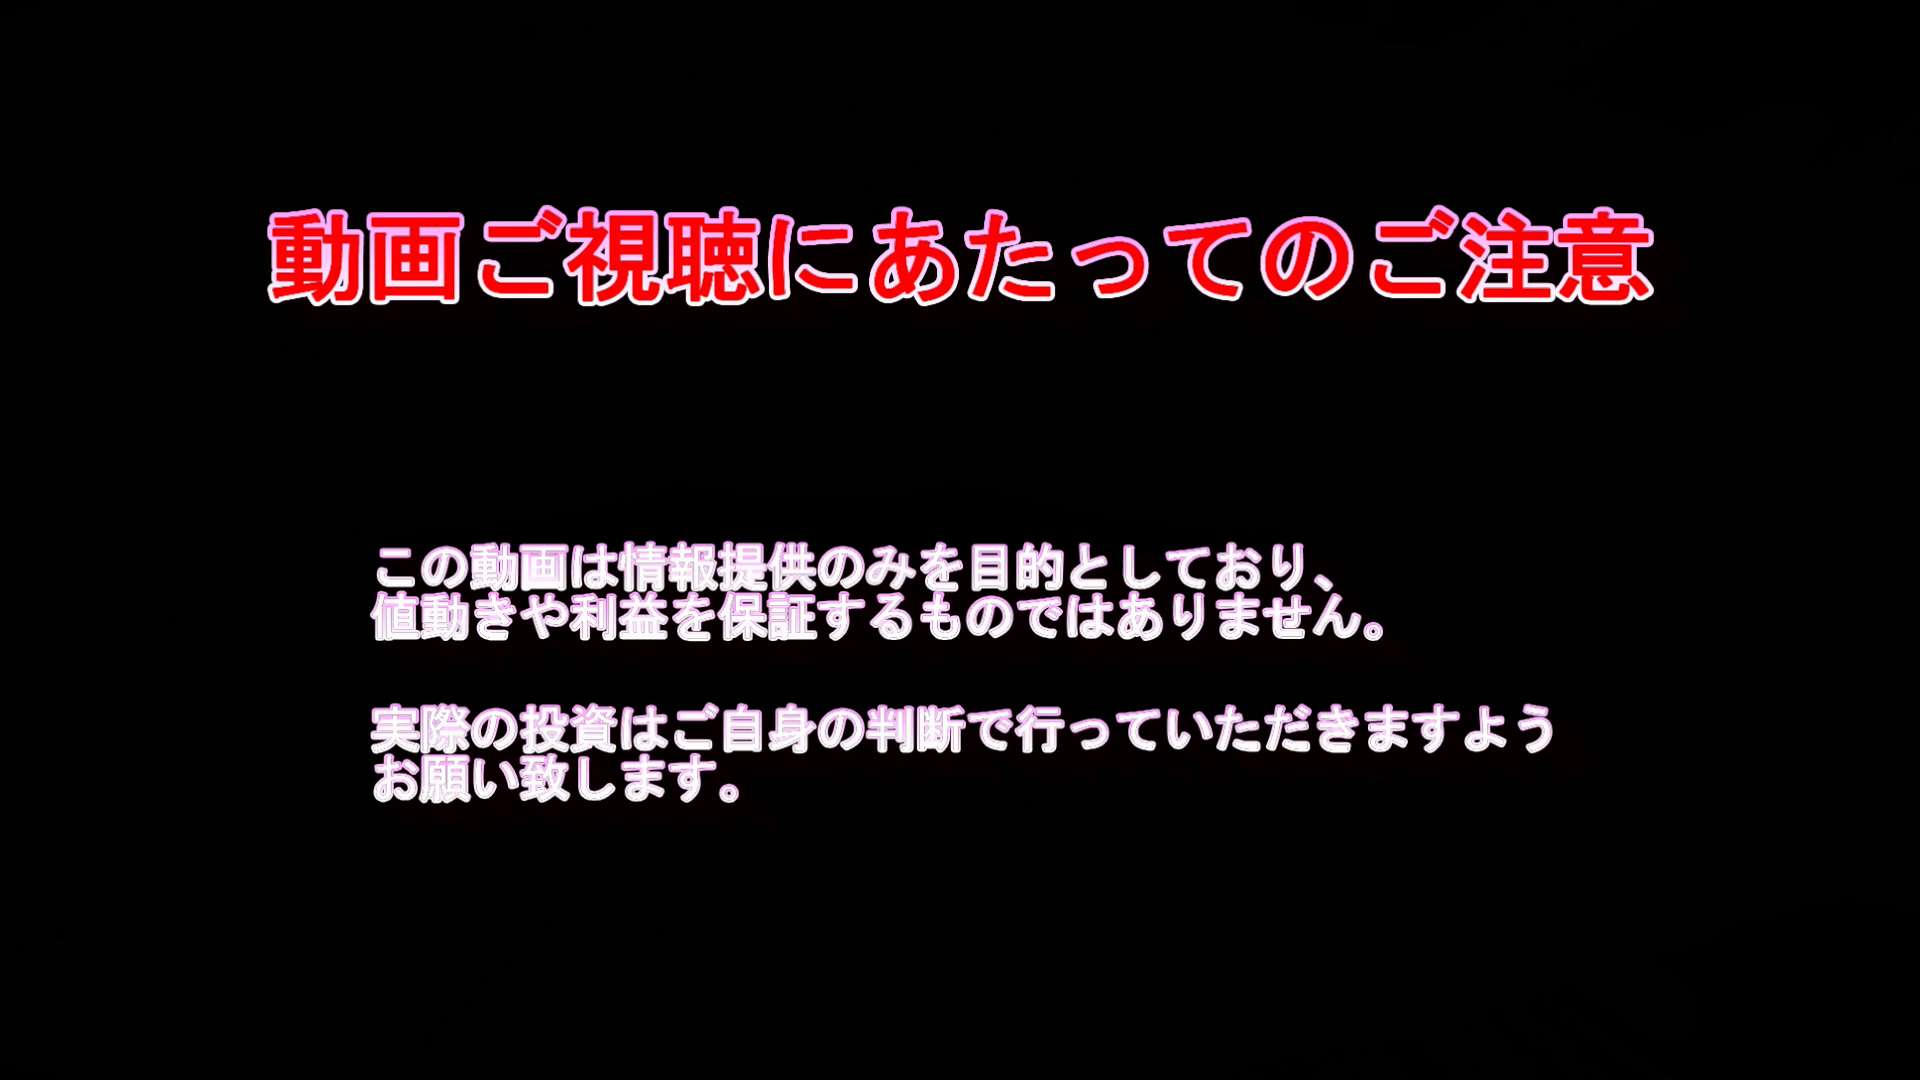 動画ご視聴にあたってのご注意
この動画は情報提供のみを目的としており、
値動きや利益を保証するものではありません。
実際の投資はご自身の判断で行っていただきますよう
お願い致します。